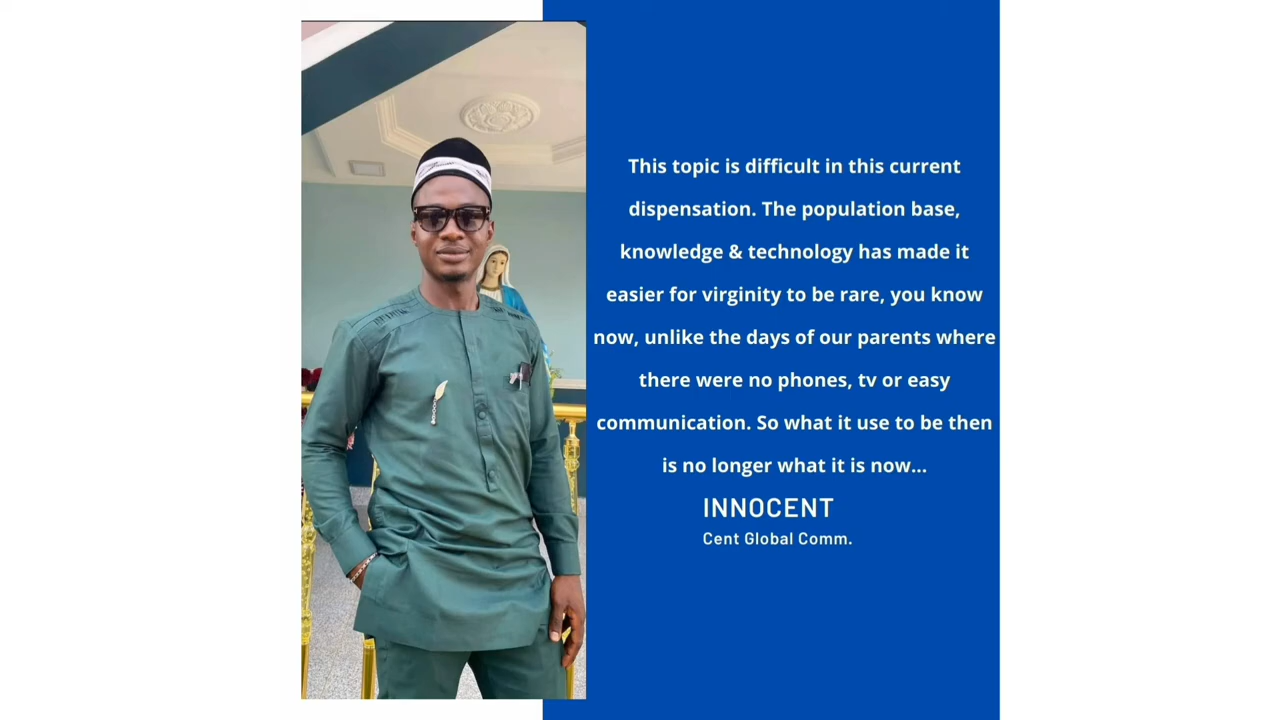 This topic is difficult in this current
dispensation. The population base,
knowledge & technology has made it
easier for virginity to be rare, you know
now, unlike the days of our parents where
there were no phones, tv or easy
communication. So what it use to be then
is no longer what it is now...
INNOCENT
Cent Global Comm.